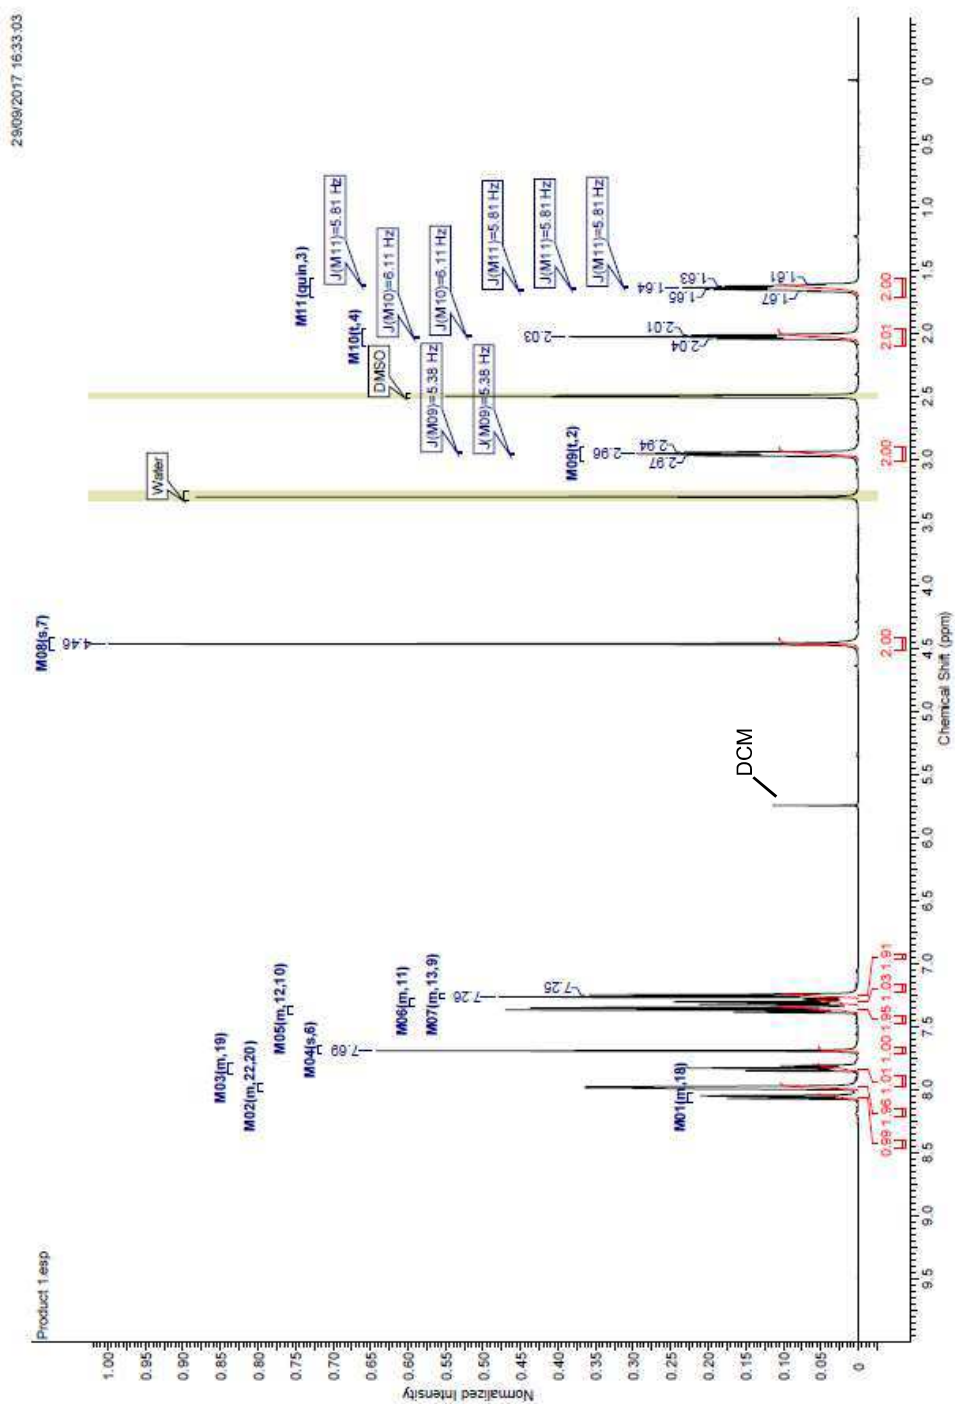 29/09/2017 16:33:03
Product 1.esp
M08(s,7)
4.46
Water
DMSO
M11(quin,3)
M10(t,4)
M09(t,2)
J(M11)=5.81 Hz
J(M10)=6.11 Hz
J(M10)=6.11 Hz
J(M09)=5.38 Hz
J(M09)=5.38 Hz
J(M11)=5.81 Hz
J(M11)=5.81 Hz
J(M11)=5.81 Hz
M03(m,19)
M02(m,22,20)
M05(m,12,10)
M04(s,6)
M06(m,11)
M07(m,13,9)
M01(m,18)
7.69
7.26
7.25
2.97
2.96
2.94
2.04
2.03
2.01
1.67
1.65
1.64
1.63
1.61
DCM
0.99 1.96 1.01 1.00 1.95 1.03 1.91
2.00
2.00
2.01
2.00
1.00
0.95
0.90
0.85
0.80
0.75
0.70
0.65
0.60
0.55
0.50
0.45
0.40
0.35
0.30
0.25
0.20
0.15
0.10
0.05
0
Normalized Intensity
9.5 9.0 8.5 8.0 7.5 7.0 6.5 6.0 5.5 5.0 4.5 4.0 3.5 3.0 2.5 2.0 1.5 1.0 0.5 0
Chemical Shift (ppm)